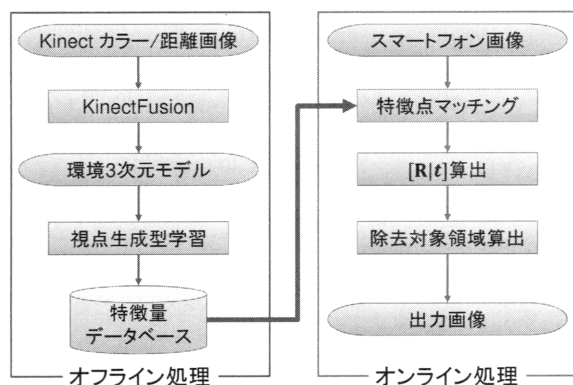 Kinect カラー/距離画像
KinectFusion
環境3次元モデル
視点生成型学習
特徴量
データベース
オフライン処理
スマートフォン画像
特徴点マッチング
[R|t]算出
除去対象領域算出
出力画像
オンライン処理